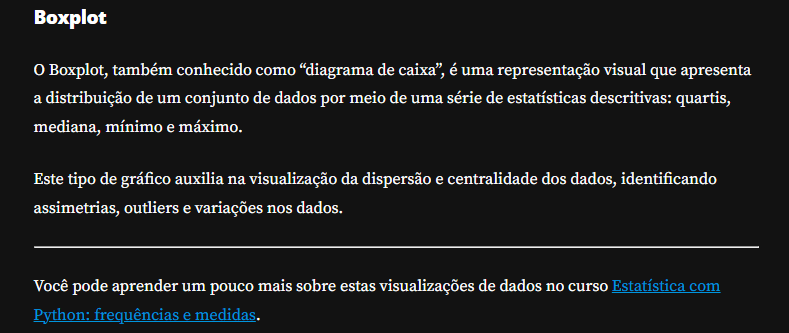 Boxplot
O Boxplot, também conhecido como “diagrama de caixa”, é uma representação visual que apresenta
a distribuição de um conjunto de dados por meio de uma série de estatísticas descritivas: quartis,
mediana, mínimo e máximo.
Este tipo de gráfico auxilia na visualização da dispersão e centralidade dos dados, identificando
assimetrias, outliers e variações nos dados.
Você pode aprender um pouco mais sobre estas visualizações de dados no curso Estatística com
Python: frequências e medidas.